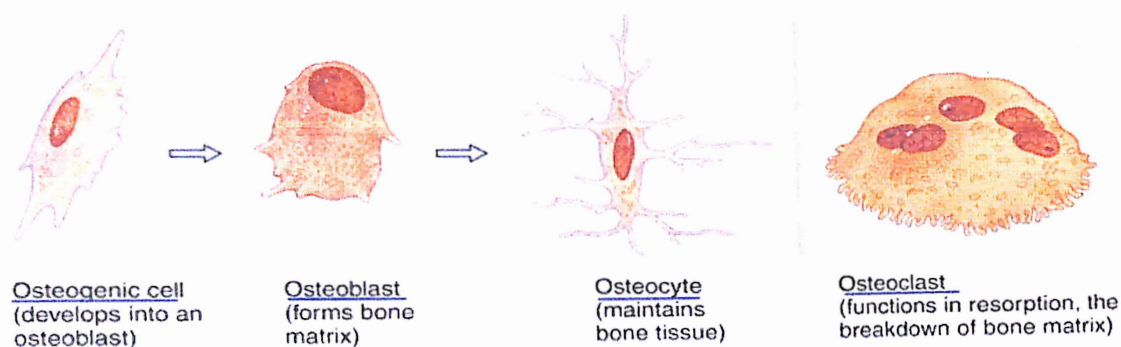 Osteogenic cell
(develops into an
osteoblast)
Osteoblast
(forms bone
matrix)
Osteocyte
(maintains
bone tissue)
Osteoclast
(functions in resorption, the
breakdown of bone matrix)